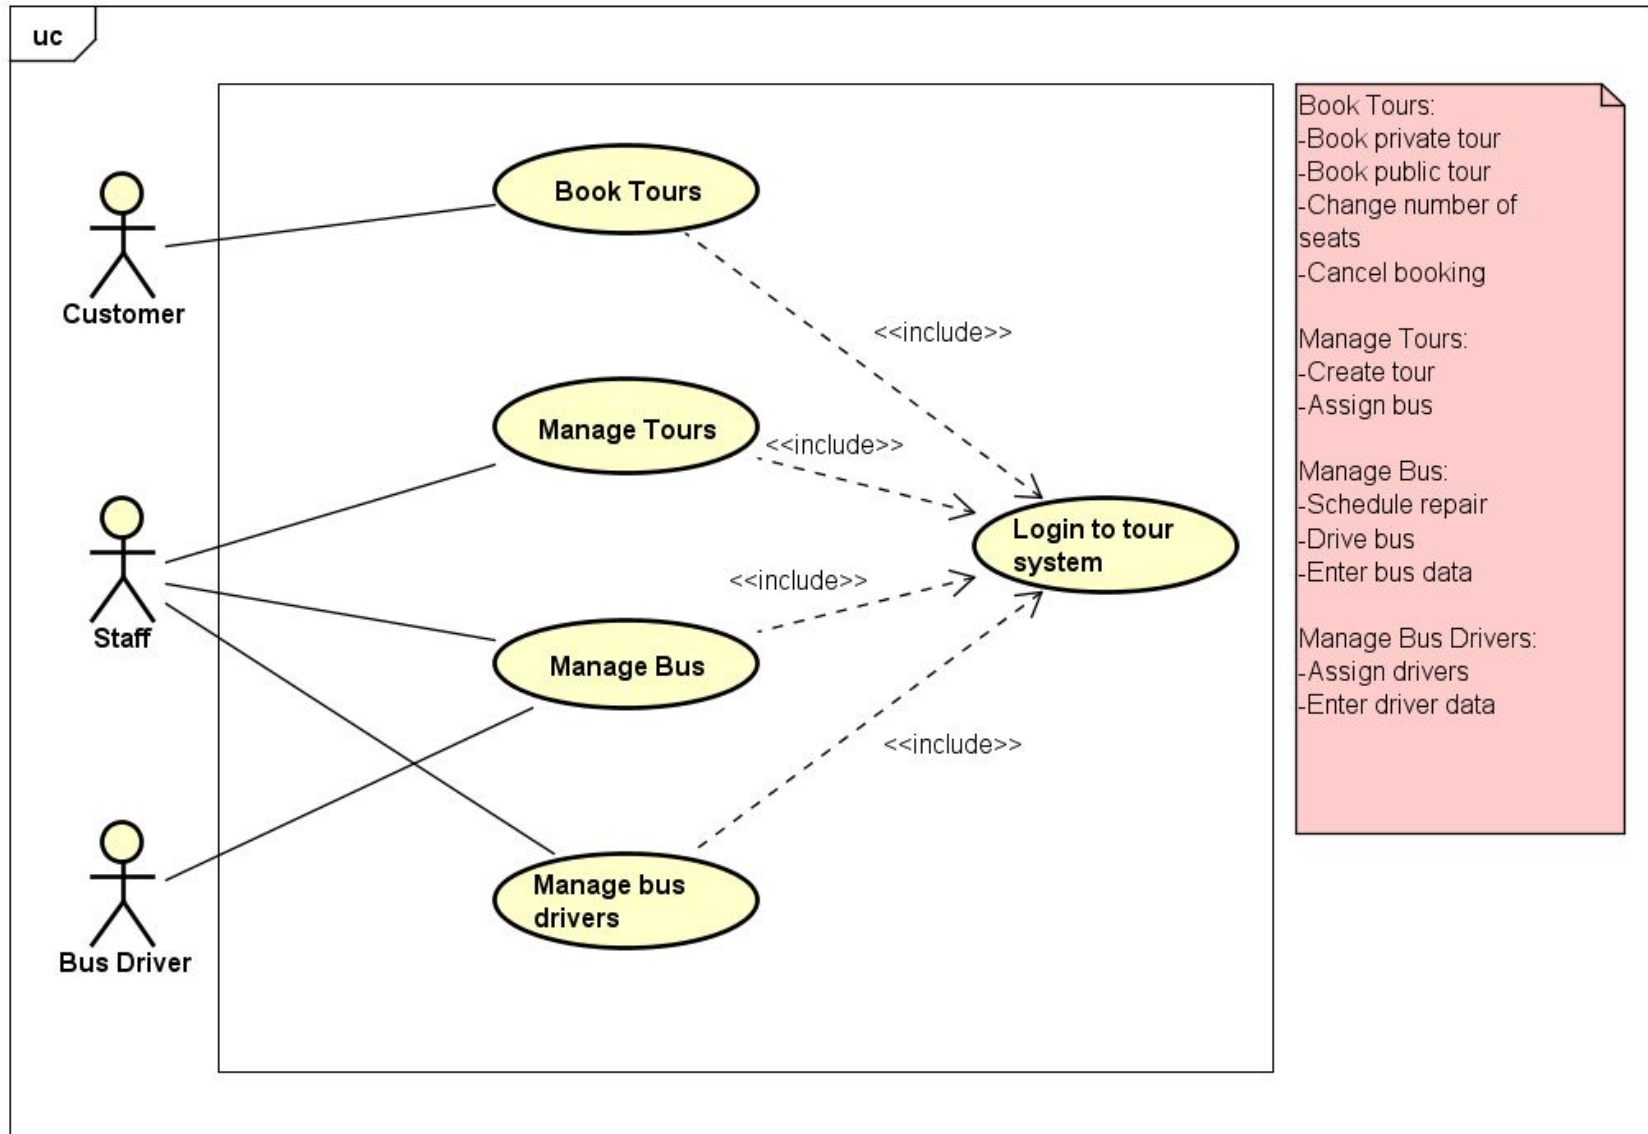 uc
Customer
Staff
Bus Driver
Book Tours
<<include>>
Manage Tours
<<include>>
Login to tour
system
<<include>>
Manage Bus
<<include>>
Manage bus
drivers
Book Tours:
-Book private tour
-Book public tour
-Change number of
seats
-Cancel booking
Manage Tours:
-Create tour
-Assign bus
Manage Bus:
-Schedule repair
-Drive bus
-Enter bus data
Manage Bus Drivers:
-Assign drivers
-Enter driver data